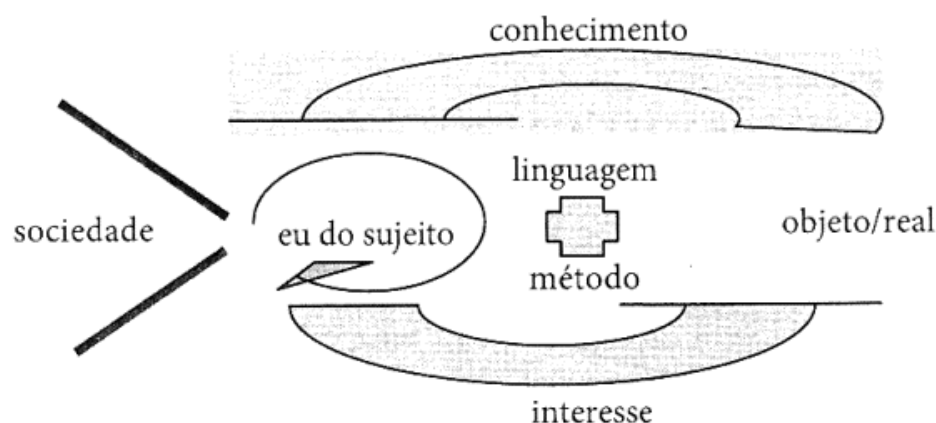 conhecimento
linguagem
sociedade
eu do sujeito
objeto/real
método
interesse